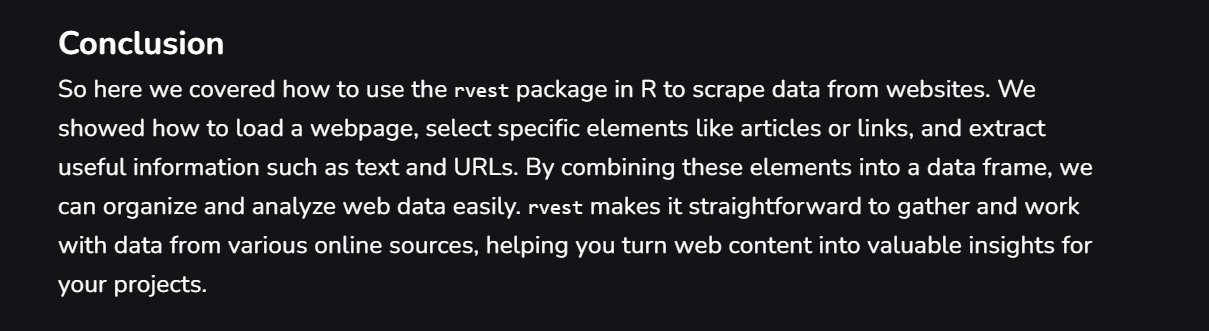 Conclusion
So here we covered how to use the rvest package in R to scrape data from websites. We
showed how to load a webpage, select specific elements like articles or links, and extract
useful information such as text and URLs. By combining these elements into a data frame, we
can organize and analyze web data easily. rvest makes it straightforward to gather and work
with data from various online sources, helping you turn web content into valuable insights for
your projects.